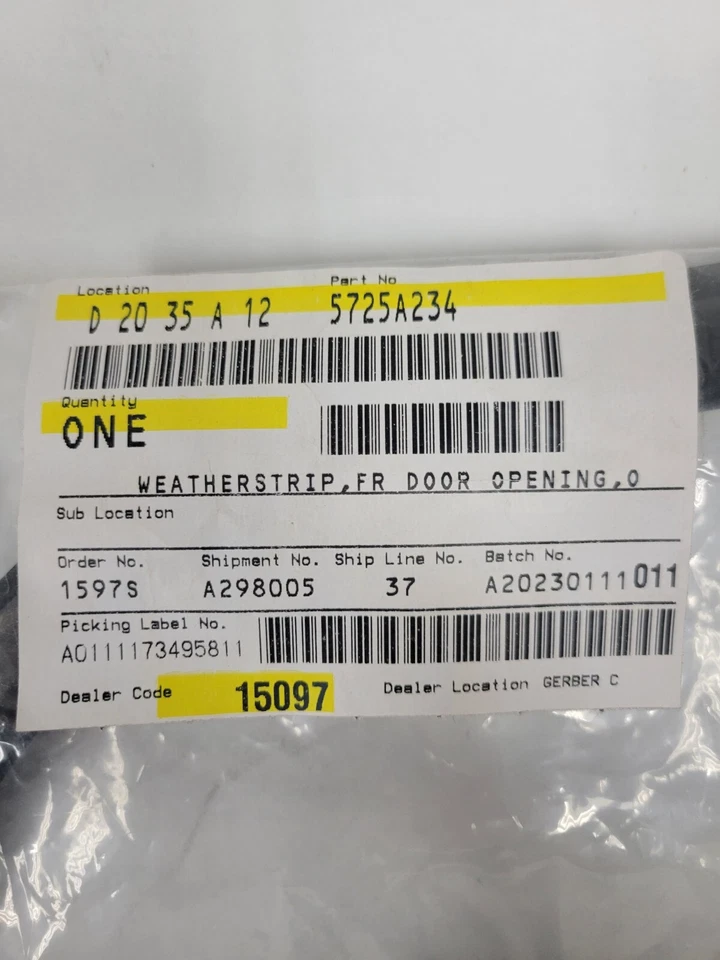 Location Part No
D 20 35 A 12 5725A234
Quantity
ONE
WEATHERSTRIP,FR DOOR OPENING,O
Sub Location
Order No. Shipment No. Ship Line No. Batch No.
1597S A298005 37 A20230111011
Picking Label No.
A0111173495811
Dealer Code 15097 Dealer Location GERBER C